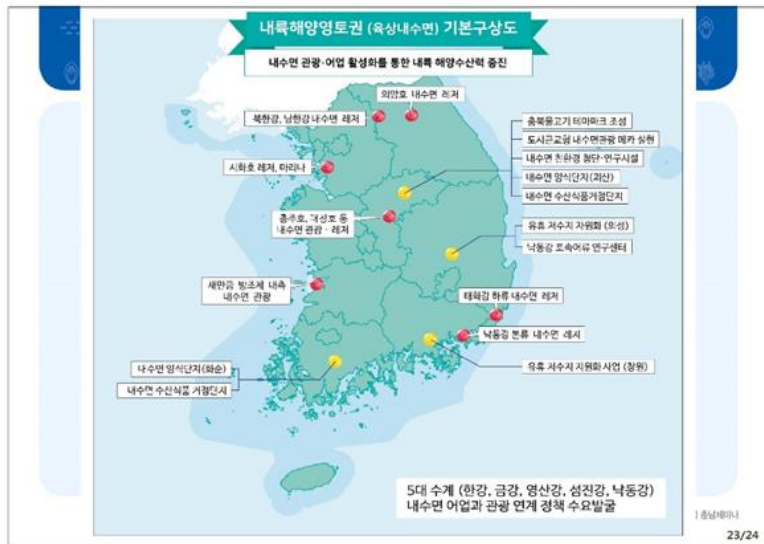 내륙해양영토권 (육상내수면) 기본구상도
내수면 관광·어업 활성화를 통한 내륙 해양수산력 증진
의암호 내수면 레저
북한강, 남한강 내수면 레저
시화호 레저, 마리나
충주호, 대청호 등
내수면 관광·레저
새만금 방조제 내측
내수면 관광
내수면 양식단지(화순)
내수면 수산식품 거점단지
충북물고기 테마파크 조성
도시근교형 내수면관광 메카 실현
내수면 친환경 첨단·연구시설
내수면 양식단지(괴산)
내수면 수산식품거점단지
유휴 저수지 자원화 (의성)
낙동강 토속어류 연구센터
태화강 하류 내수면 레저
낙동강 본류 내수면 레저
유휴 저수지 자원화 사업 (창원)
5대 수계 (한강, 금강, 영산강, 섬진강, 낙동강)
내수면 어업과 관광 연계 정책 수요발굴
충남세미나
23/24